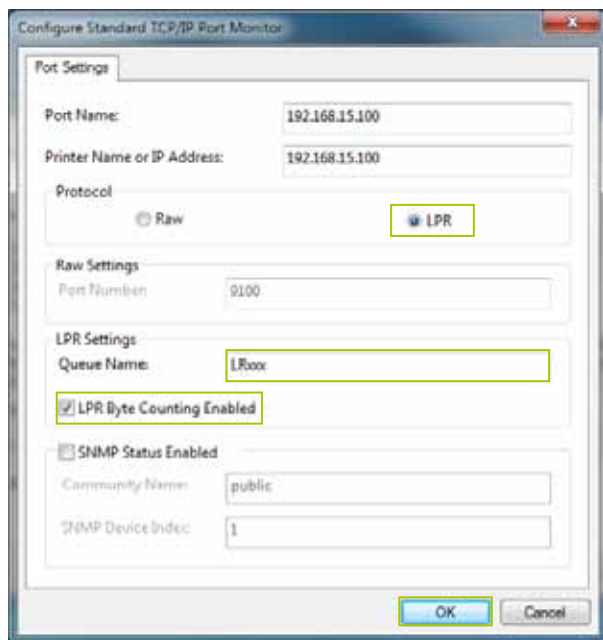 Configure Standard TCP/IP Port Monitor
Port Settings
Port Name: 192.168.15.100
Printer Name or IP Address: 192.168.15.100
Protocol
Raw LPR
Raw Settings
Port Number: 9100
LPR Settings
Queue Name: LRxxx
LPR Byte Counting Enabled
SNMP Status Enabled
Community Name: public
SNMP Device Index: 1
OK Cancel